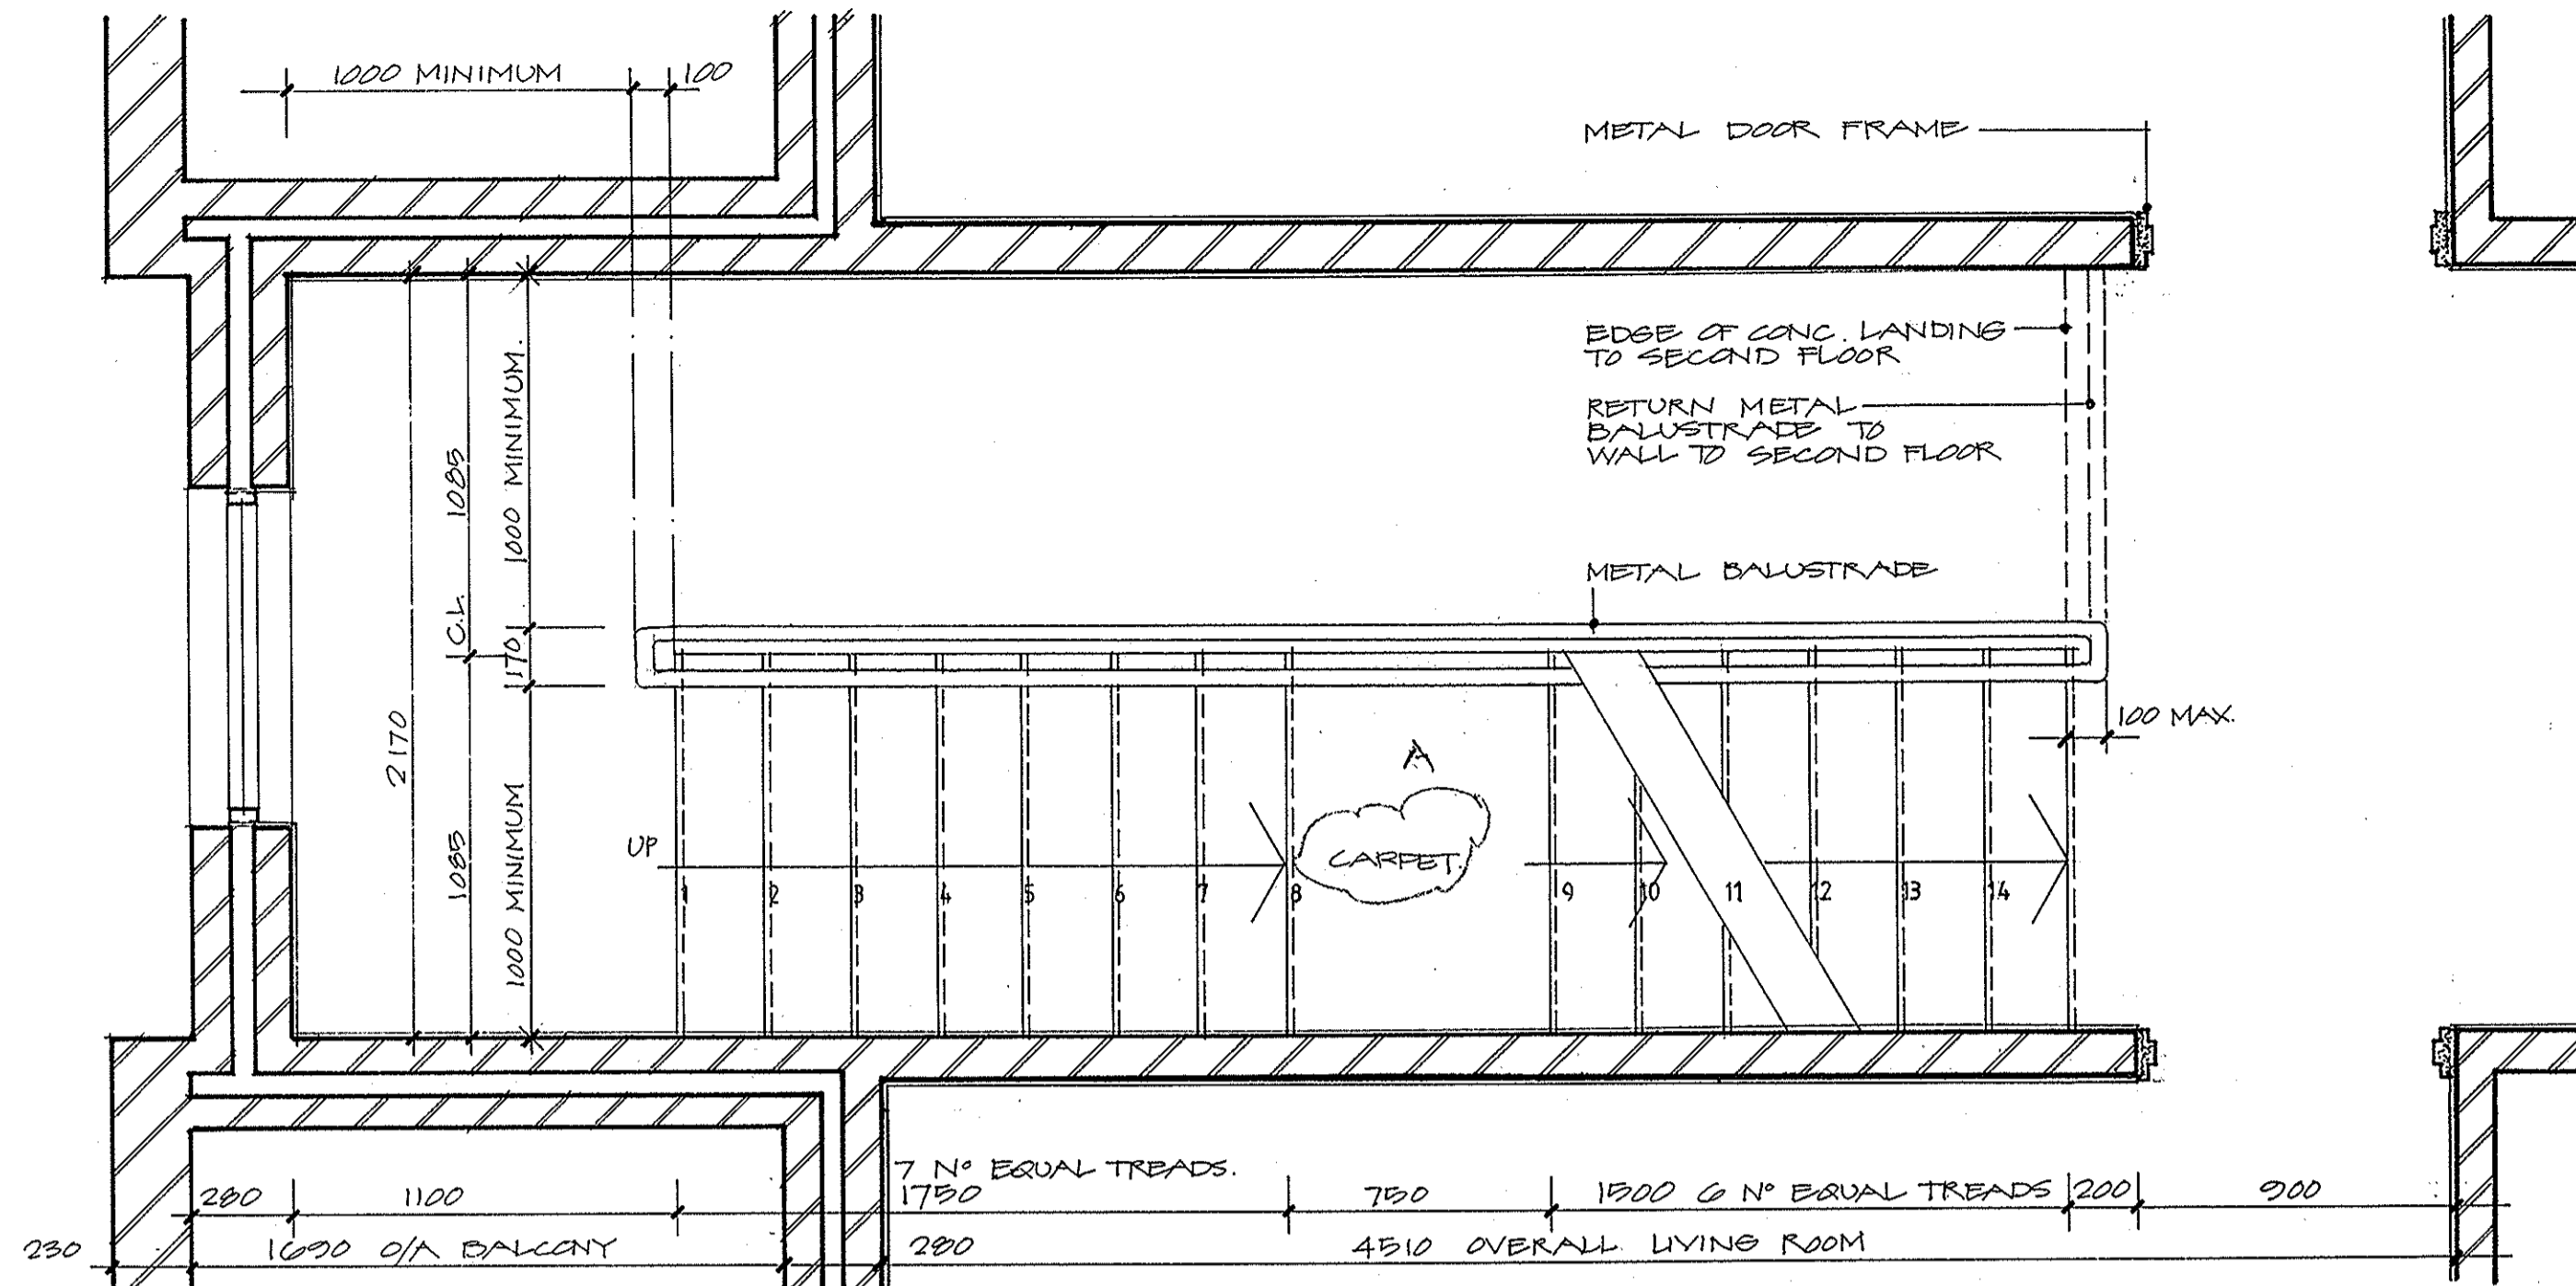 1000 MINIMUM
100
METAL DOOR FRAME
EDGE OF CONC. LANDING
TO SECOND FLOOR
RETURN METAL
BALUSTRADE TO
WALL TO SECOND FLOOR
METAL BALUSTRADE
1000 MINIMUM.
1085
C.L.
170
2170
1085
1000 MINIMUM
100 MAX.
A
CARPET.
UP
1
2
3
4
5
6
7
8
9
10
11
12
13
14
7 Nº EQUAL TREADS.
280
1100
1750
750
1500 6 Nº EQUAL TREADS
200
900
230
1690 O/A BALCONY
280
4510 OVERALL LIVING ROOM